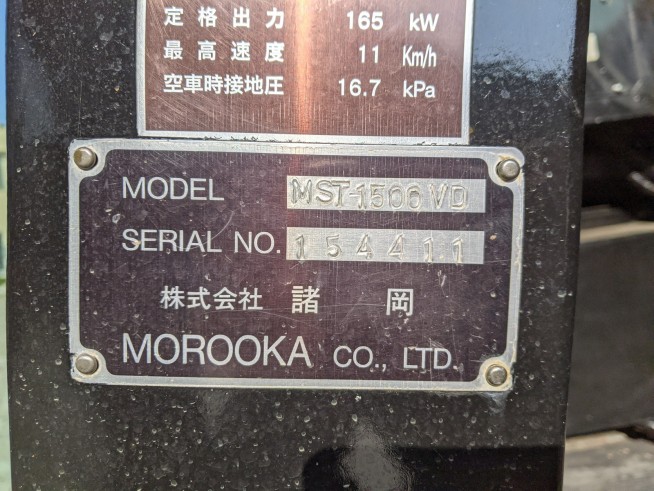 定格出力 165 kW
最高速度 11 Km/h
空車時接地圧 16.7 kPa
MODEL MST-1500VD
SERIAL NO. 154411
株式会社 諸岡
MOROOKA CO., LTD.